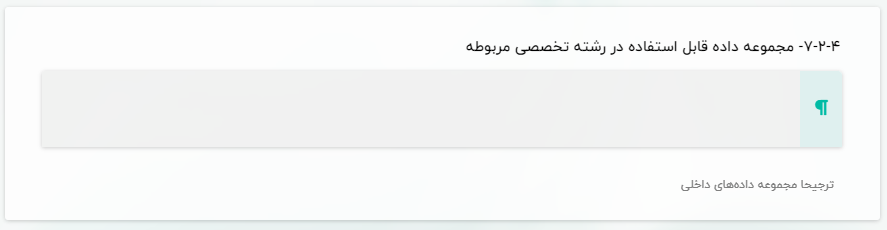 ۷-۲-۴- مجموعه داده قابل استفاده در رشته تخصصی مربوطه
¶
ترجیحا مجموعه داده‌های داخلی